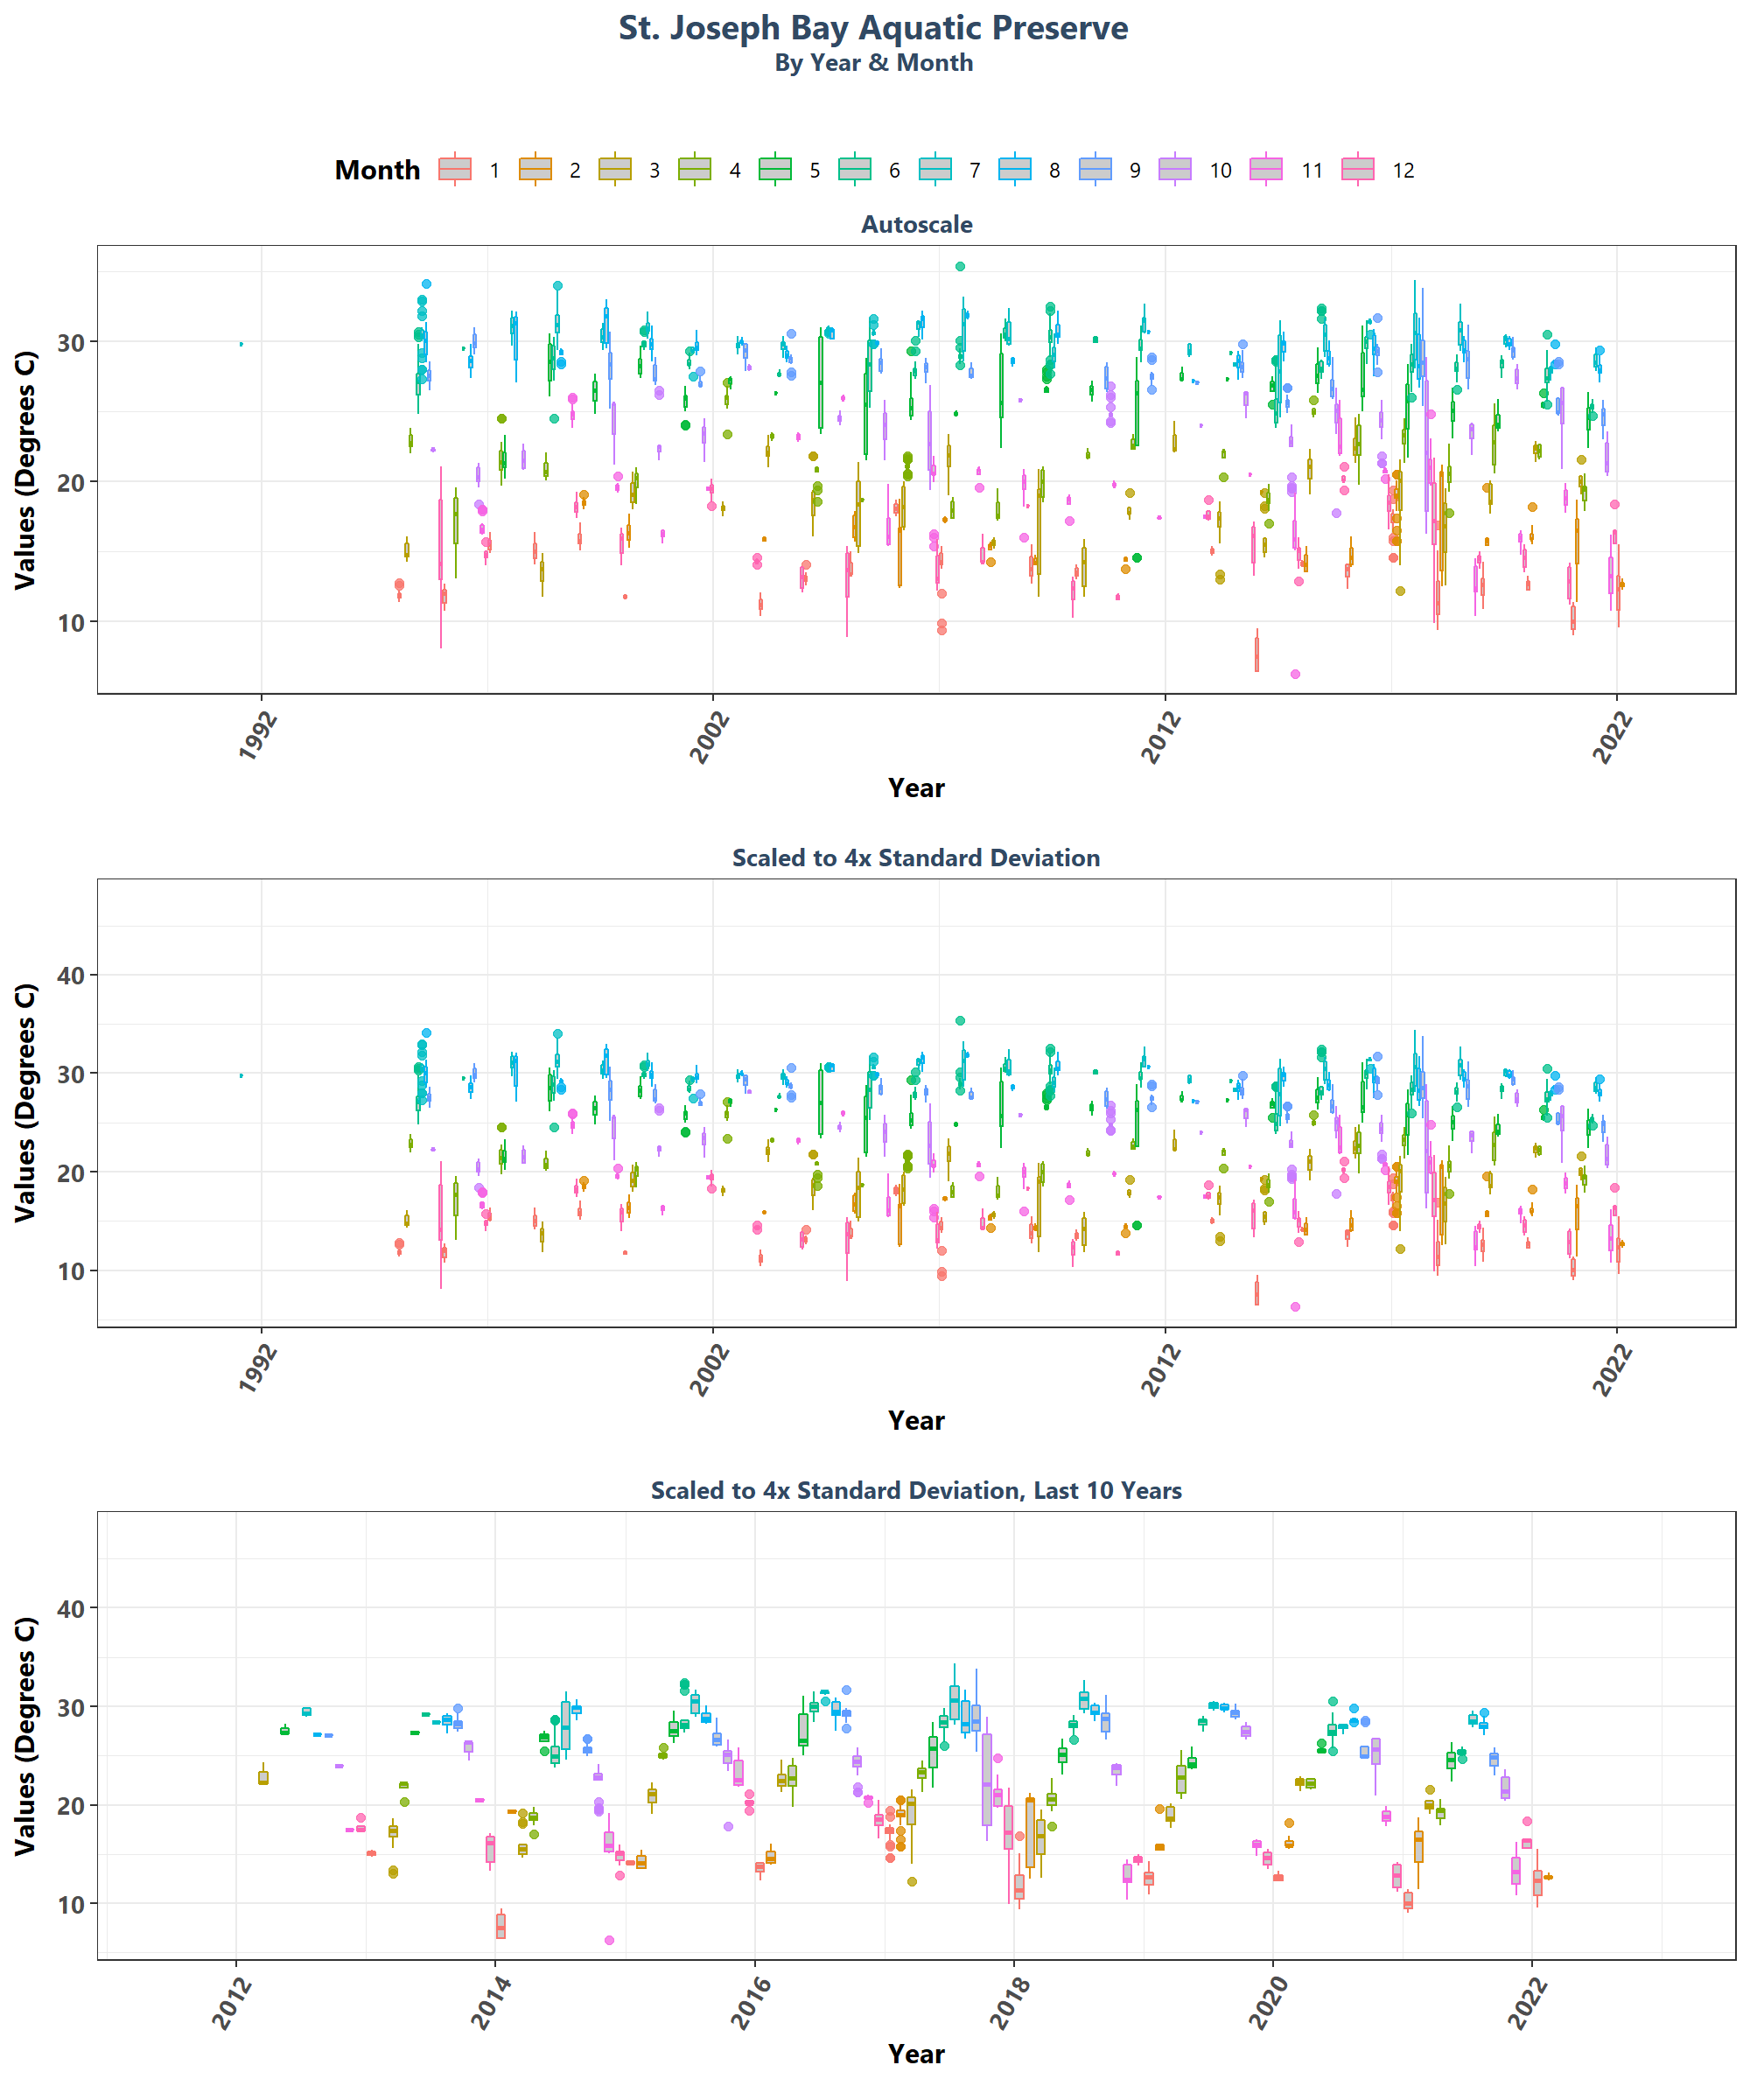 St. Joseph Bay Aquatic Preserve
By Year & Month
Month 1 2 3 4 5 6 7 8 9 10 11 12
Autoscale
Values (Degrees C)
30
20
10
1992 2002 2012 2022
Year
Scaled to 4x Standard Deviation
Values (Degrees C)
40
30
20
10
1992 2002 2012 2022
Year
Scaled to 4x Standard Deviation, Last 10 Years
Values (Degrees C)
40
30
20
10
2012 2014 2016 2018 2020 2022
Year